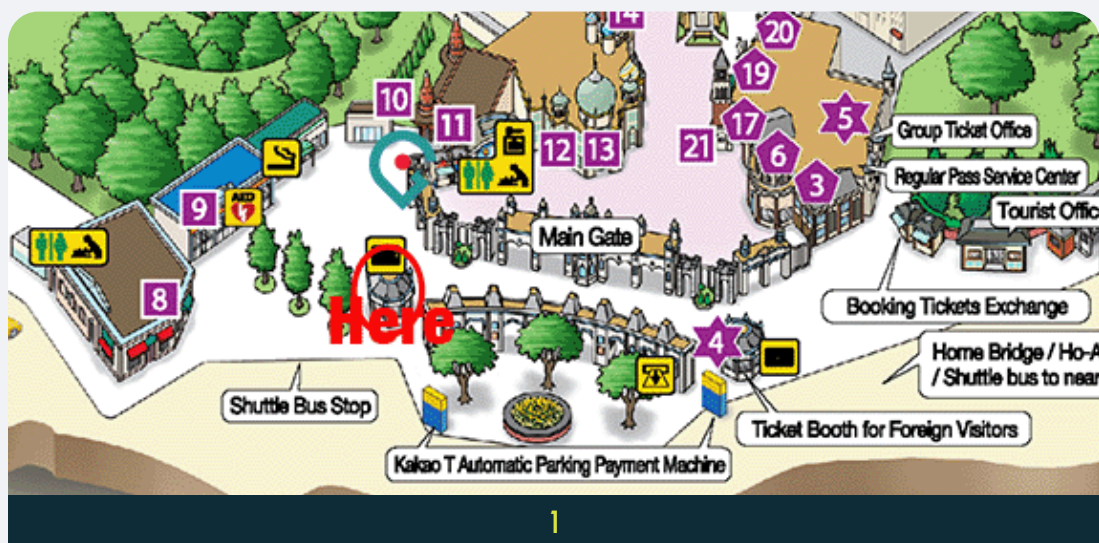 14
20
19
10
11
12
13
21
17
5
Group Ticket Office
6
3
Regular Pass Service Center
9
AED
Tourist Offic
Main Gate
8
Here
Booking Tickets Exchange
4
Home Bridge / Ho-A
/ Shuttle bus to near
Shuttle Bus Stop
Ticket Booth for Foreign Visitors
Kakao T Automatic Parking Payment Machine
1